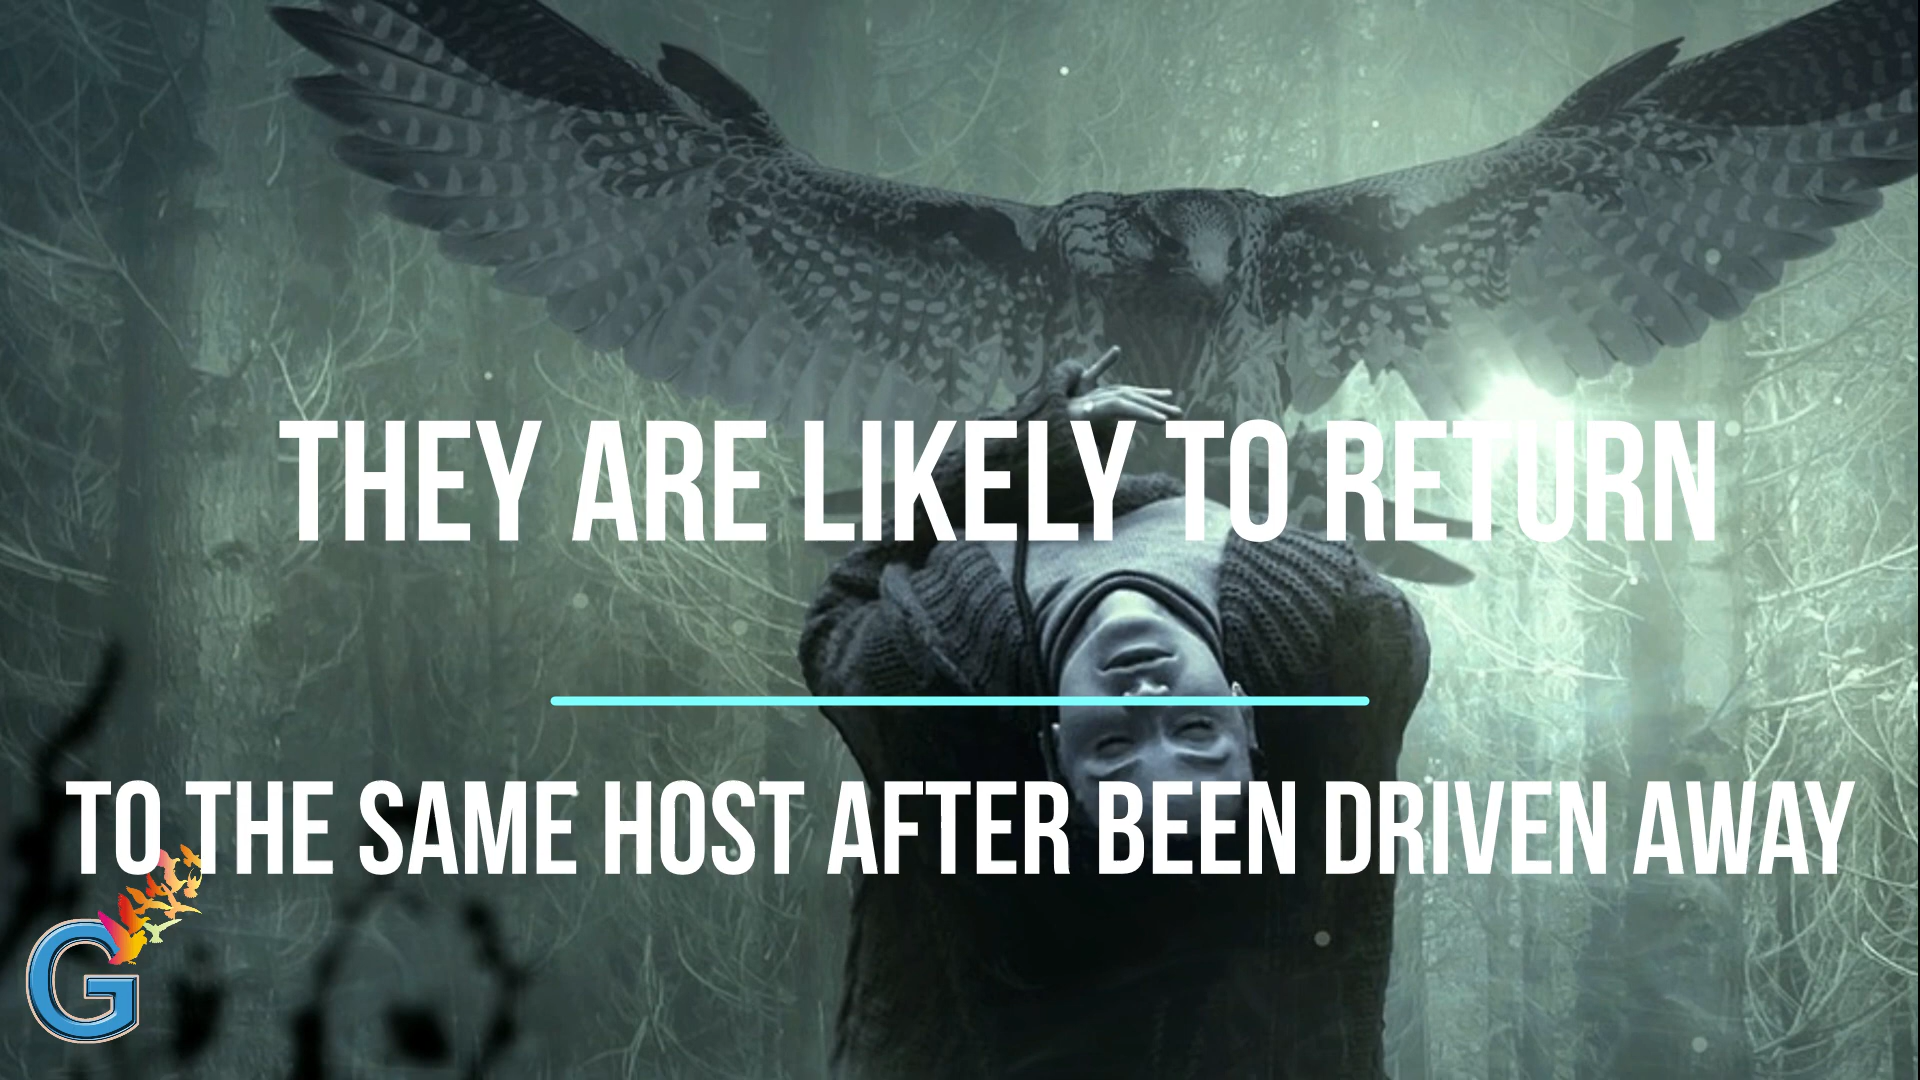 THEY ARE LIKELY TO RETURN
TO THE SAME HOST AFTER BEEN DRIVEN AWAY
G